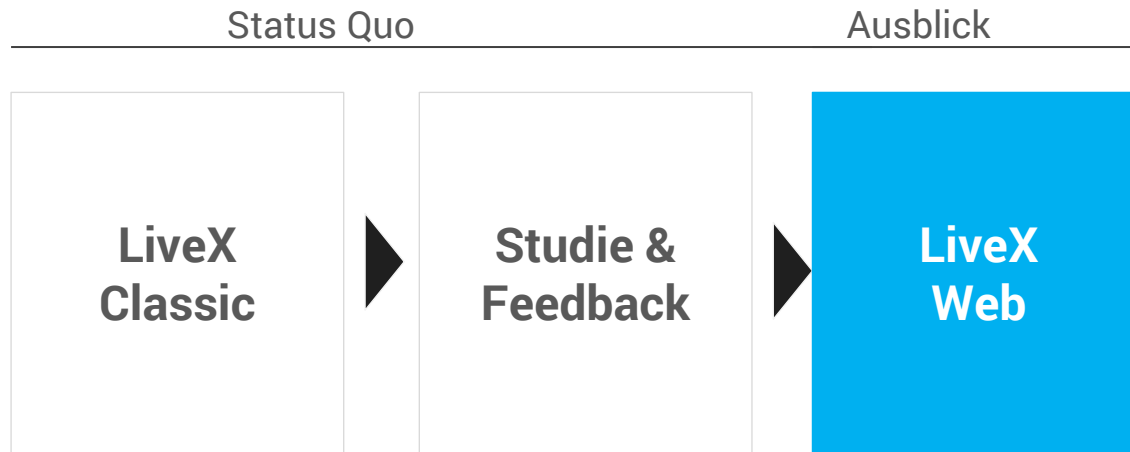 Status Quo
Ausblick
LiveX
Classic
Studie &
Feedback
LiveX
Web